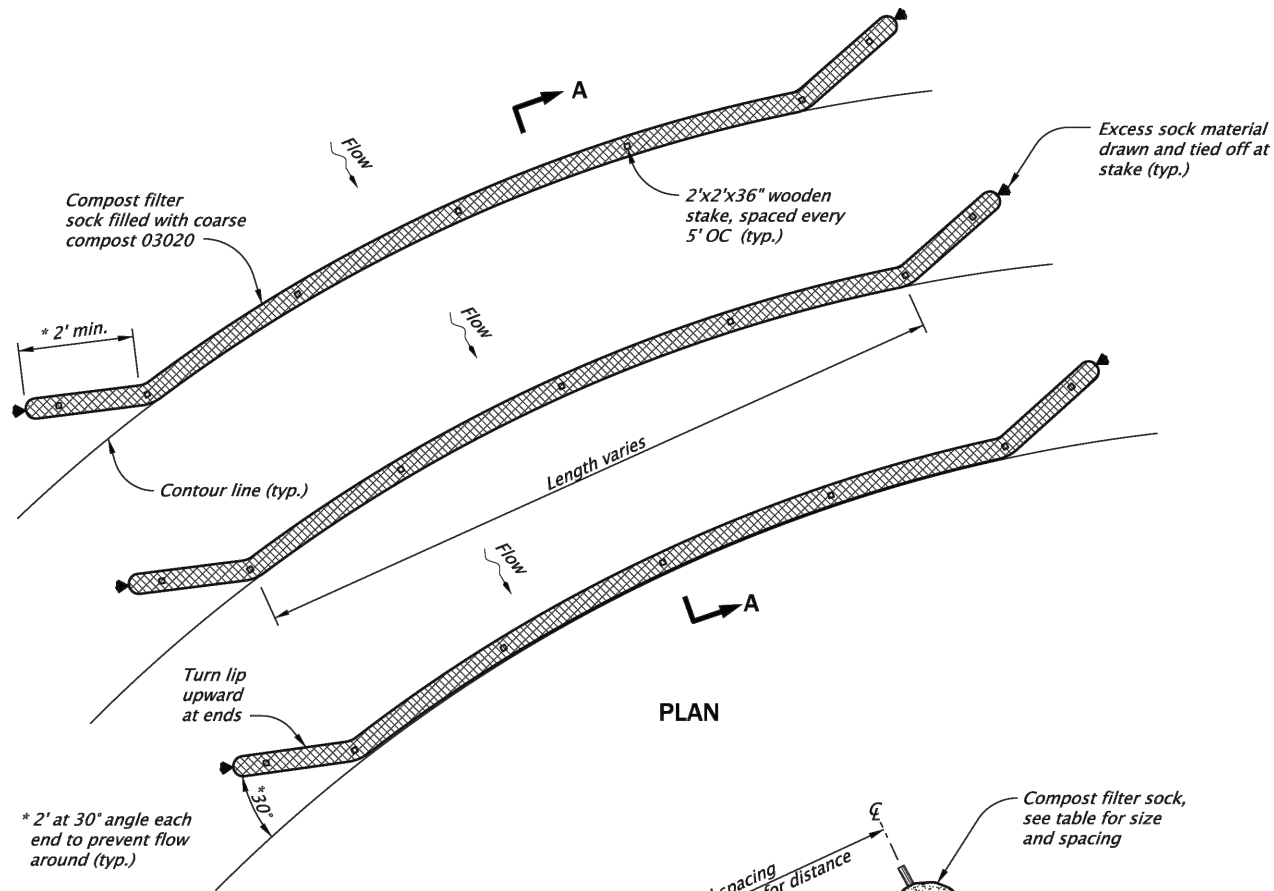 A
Flow
Excess sock material
drawn and tied off at
stake (typ.)
Compost filter
sock filled with coarse
compost 03020
2'x2'x36" wooden
stake, spaced every
5' OC (typ.)
* 2' min.
Flow
Length varies
Contour line (typ.)
Flow
A
Turn lip
upward
at ends
PLAN
*30°
* 2' at 30° angle each
end to prevent flow
around (typ.)
℄
Compost filter sock,
see table for size
and spacing
spacing
for distance